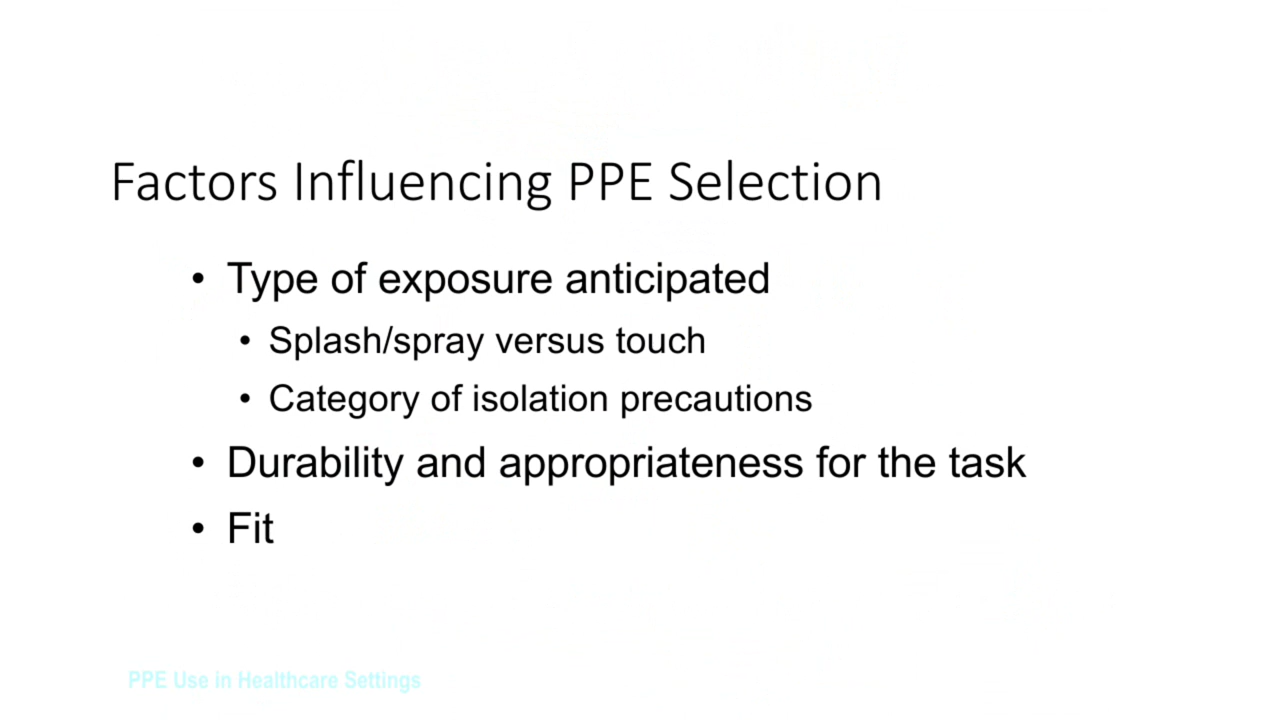 Factors Influencing PPE Selection
• Type of exposure anticipated
• Splash/spray versus touch
• Category of isolation precautions
• Durability and appropriateness for the task
• Fit
PPE Use in Healthcare Settings